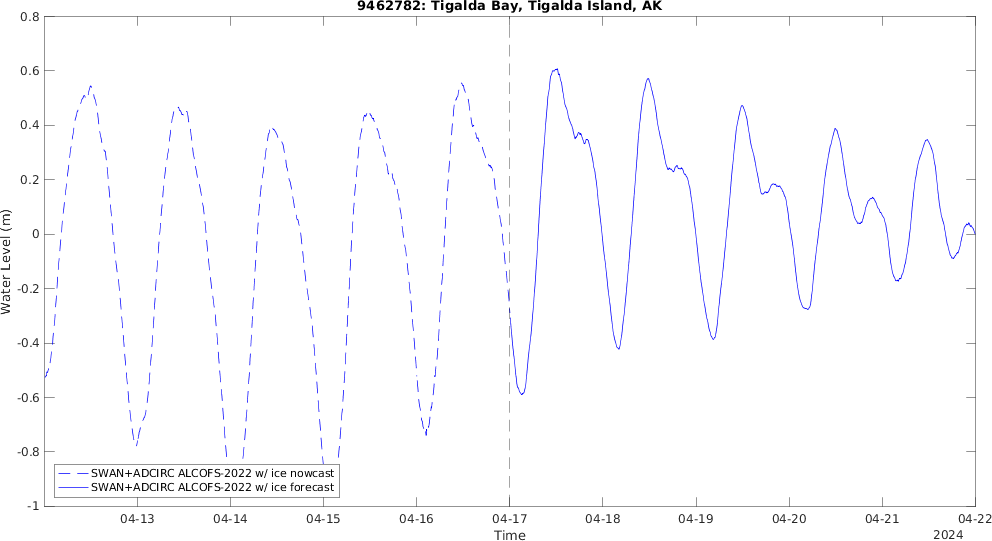 9462782: Tigalda Bay, Tigalda Island, AK
0.8
0.6
0.4
0.2
0
-0.2
-0.4
-0.6
-0.8
-1
Water Level (m)
SWAN+ADCIRC ALCOFS-2022 w/ ice nowcast
SWAN+ADCIRC ALCOFS-2022 w/ ice forecast
04-13 04-14 04-15 04-16 04-17 04-18 04-19 04-20 04-21 04-22
Time
2024